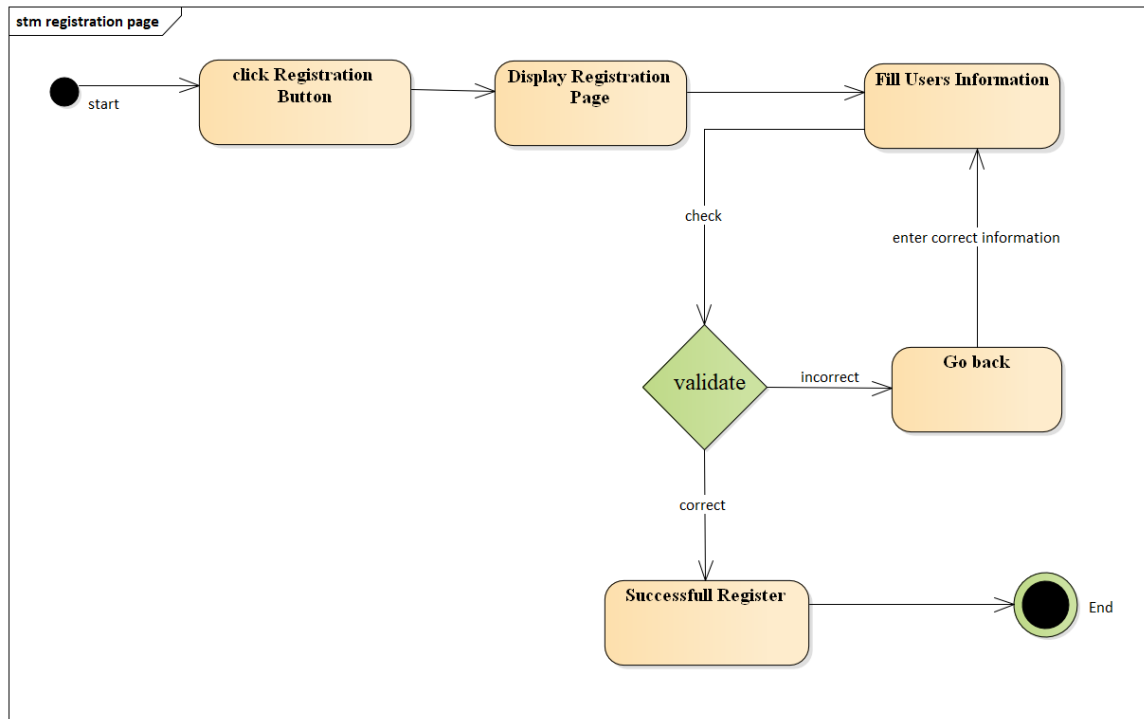 stm registration page
start
click Registration
Button
Display Registration
Page
Fill Users Information
check
enter correct information
validate
incorrect
Go back
correct
Successfull Register
End